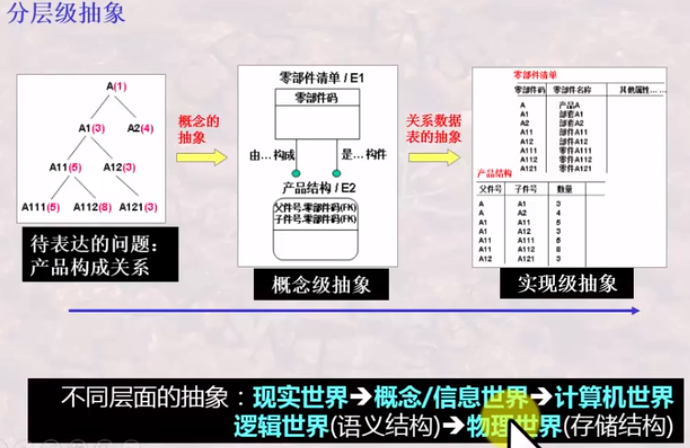 分层级抽象
A(1)
A1(3) A2(4)
A11(5) A12(3)
A111(5) A112(8) A121(3)
待表达的问题：
产品构成关系
概念的
抽象
零部件清单 / E1
零部件码
由…构成 是…构件
产品结构 / E2
父件号.零部件码(FK)
子件号.零部件码(FK)
概念级抽象
关系数据
表的抽象
零部件清单
零部件码 零部件名称 其他属性… …
A 产品A
A1 部套A1
A2 部套A2
A11 部件A11
A12 部件A12
A111 零件A111
A112 零件A112
A121 零件A121
产品结构
父件号 子件号 数量
A A1 3
A A2 4
A1 A11 5
A1 A12 3
A11 A111 5
A11 A112 8
A12 A121 3
实现级抽象
不同层面的抽象：现实世界➔概念/信息世界➔计算机世界
逻辑世界(语义结构)➔物理世界(存储结构)